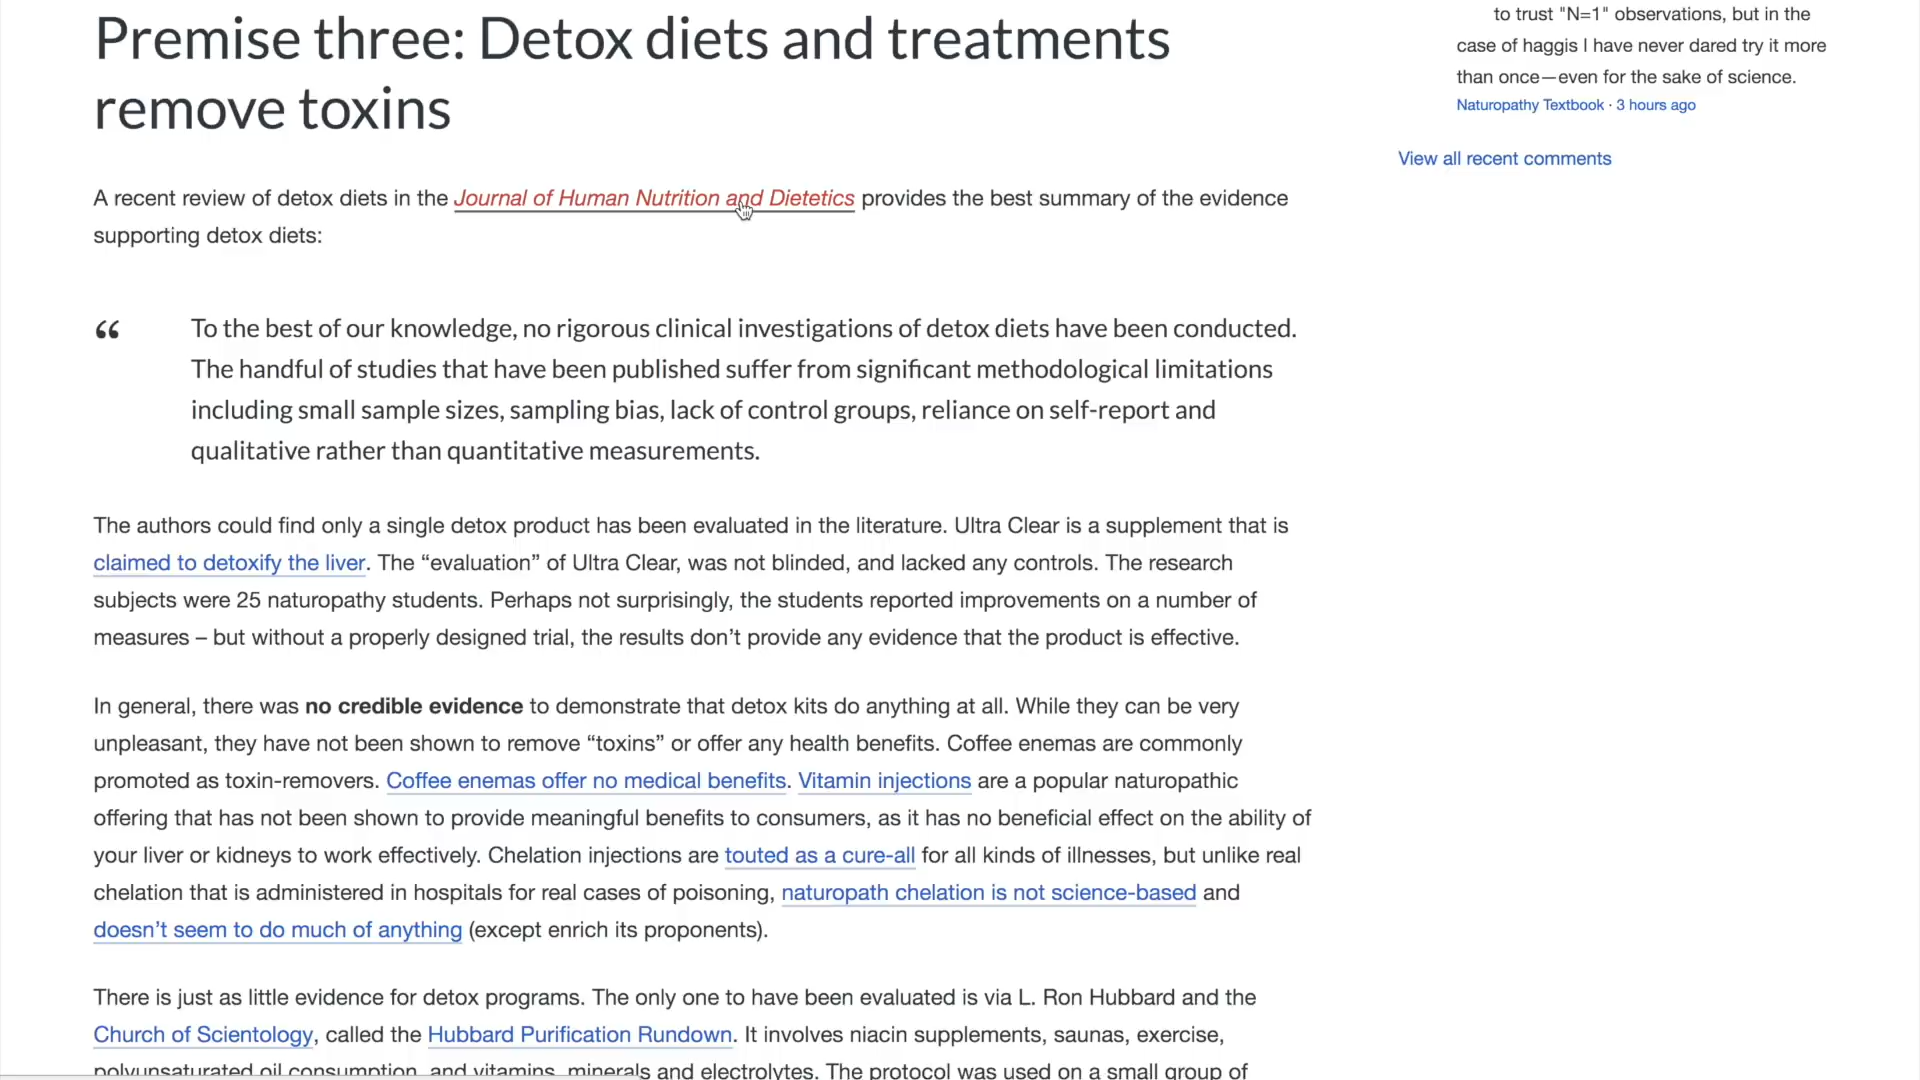 Premise three: Detox diets and treatments
remove toxins
A recent review of detox diets in the Journal of Human Nutrition and Dietetics provides the best summary of the evidence
supporting detox diets:
“ To the best of our knowledge, no rigorous clinical investigations of detox diets have been conducted.
The handful of studies that have been published suffer from significant methodological limitations
including small sample sizes, sampling bias, lack of control groups, reliance on self-report and
qualitative rather than quantitative measurements.
The authors could find only a single detox product has been evaluated in the literature. Ultra Clear is a supplement that is
claimed to detoxify the liver. The “evaluation” of Ultra Clear, was not blinded, and lacked any controls. The research
subjects were 25 naturopathy students. Perhaps not surprisingly, the students reported improvements on a number of
measures – but without a properly designed trial, the results don’t provide any evidence that the product is effective.
In general, there was no credible evidence to demonstrate that detox kits do anything at all. While they can be very
unpleasant, they have not been shown to remove “toxins” or offer any health benefits. Coffee enemas are commonly
promoted as toxin-removers. Coffee enemas offer no medical benefits. Vitamin injections are a popular naturopathic
offering that has not been shown to provide meaningful benefits to consumers, as it has no beneficial effect on the ability of
your liver or kidneys to work effectively. Chelation injections are touted as a cure-all for all kinds of illnesses, but unlike real
chelation that is administered in hospitals for real cases of poisoning, naturopath chelation is not science-based and
doesn’t seem to do much of anything (except enrich its proponents).
There is just as little evidence for detox programs. The only one to have been evaluated is via L. Ron Hubbard and the
Church of Scientology, called the Hubbard Purification Rundown. It involves niacin supplements, saunas, exercise,
polyunsaturated oil consumption, and vitamins, minerals and electrolytes. The protocol was used on a small group of
to trust "N=1" observations, but in the
case of haggis I have never dared try it more
than once—even for the sake of science.
Naturopathy Textbook · 3 hours ago
View all recent comments